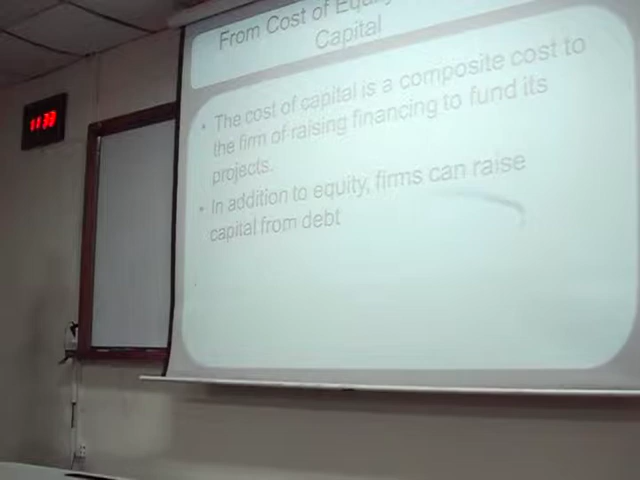 From Cost of Equity
Capital
• The cost of capital is a composite cost to
the firm of raising financing to fund its
projects.
• In addition to equity, firms can raise
capital from debt